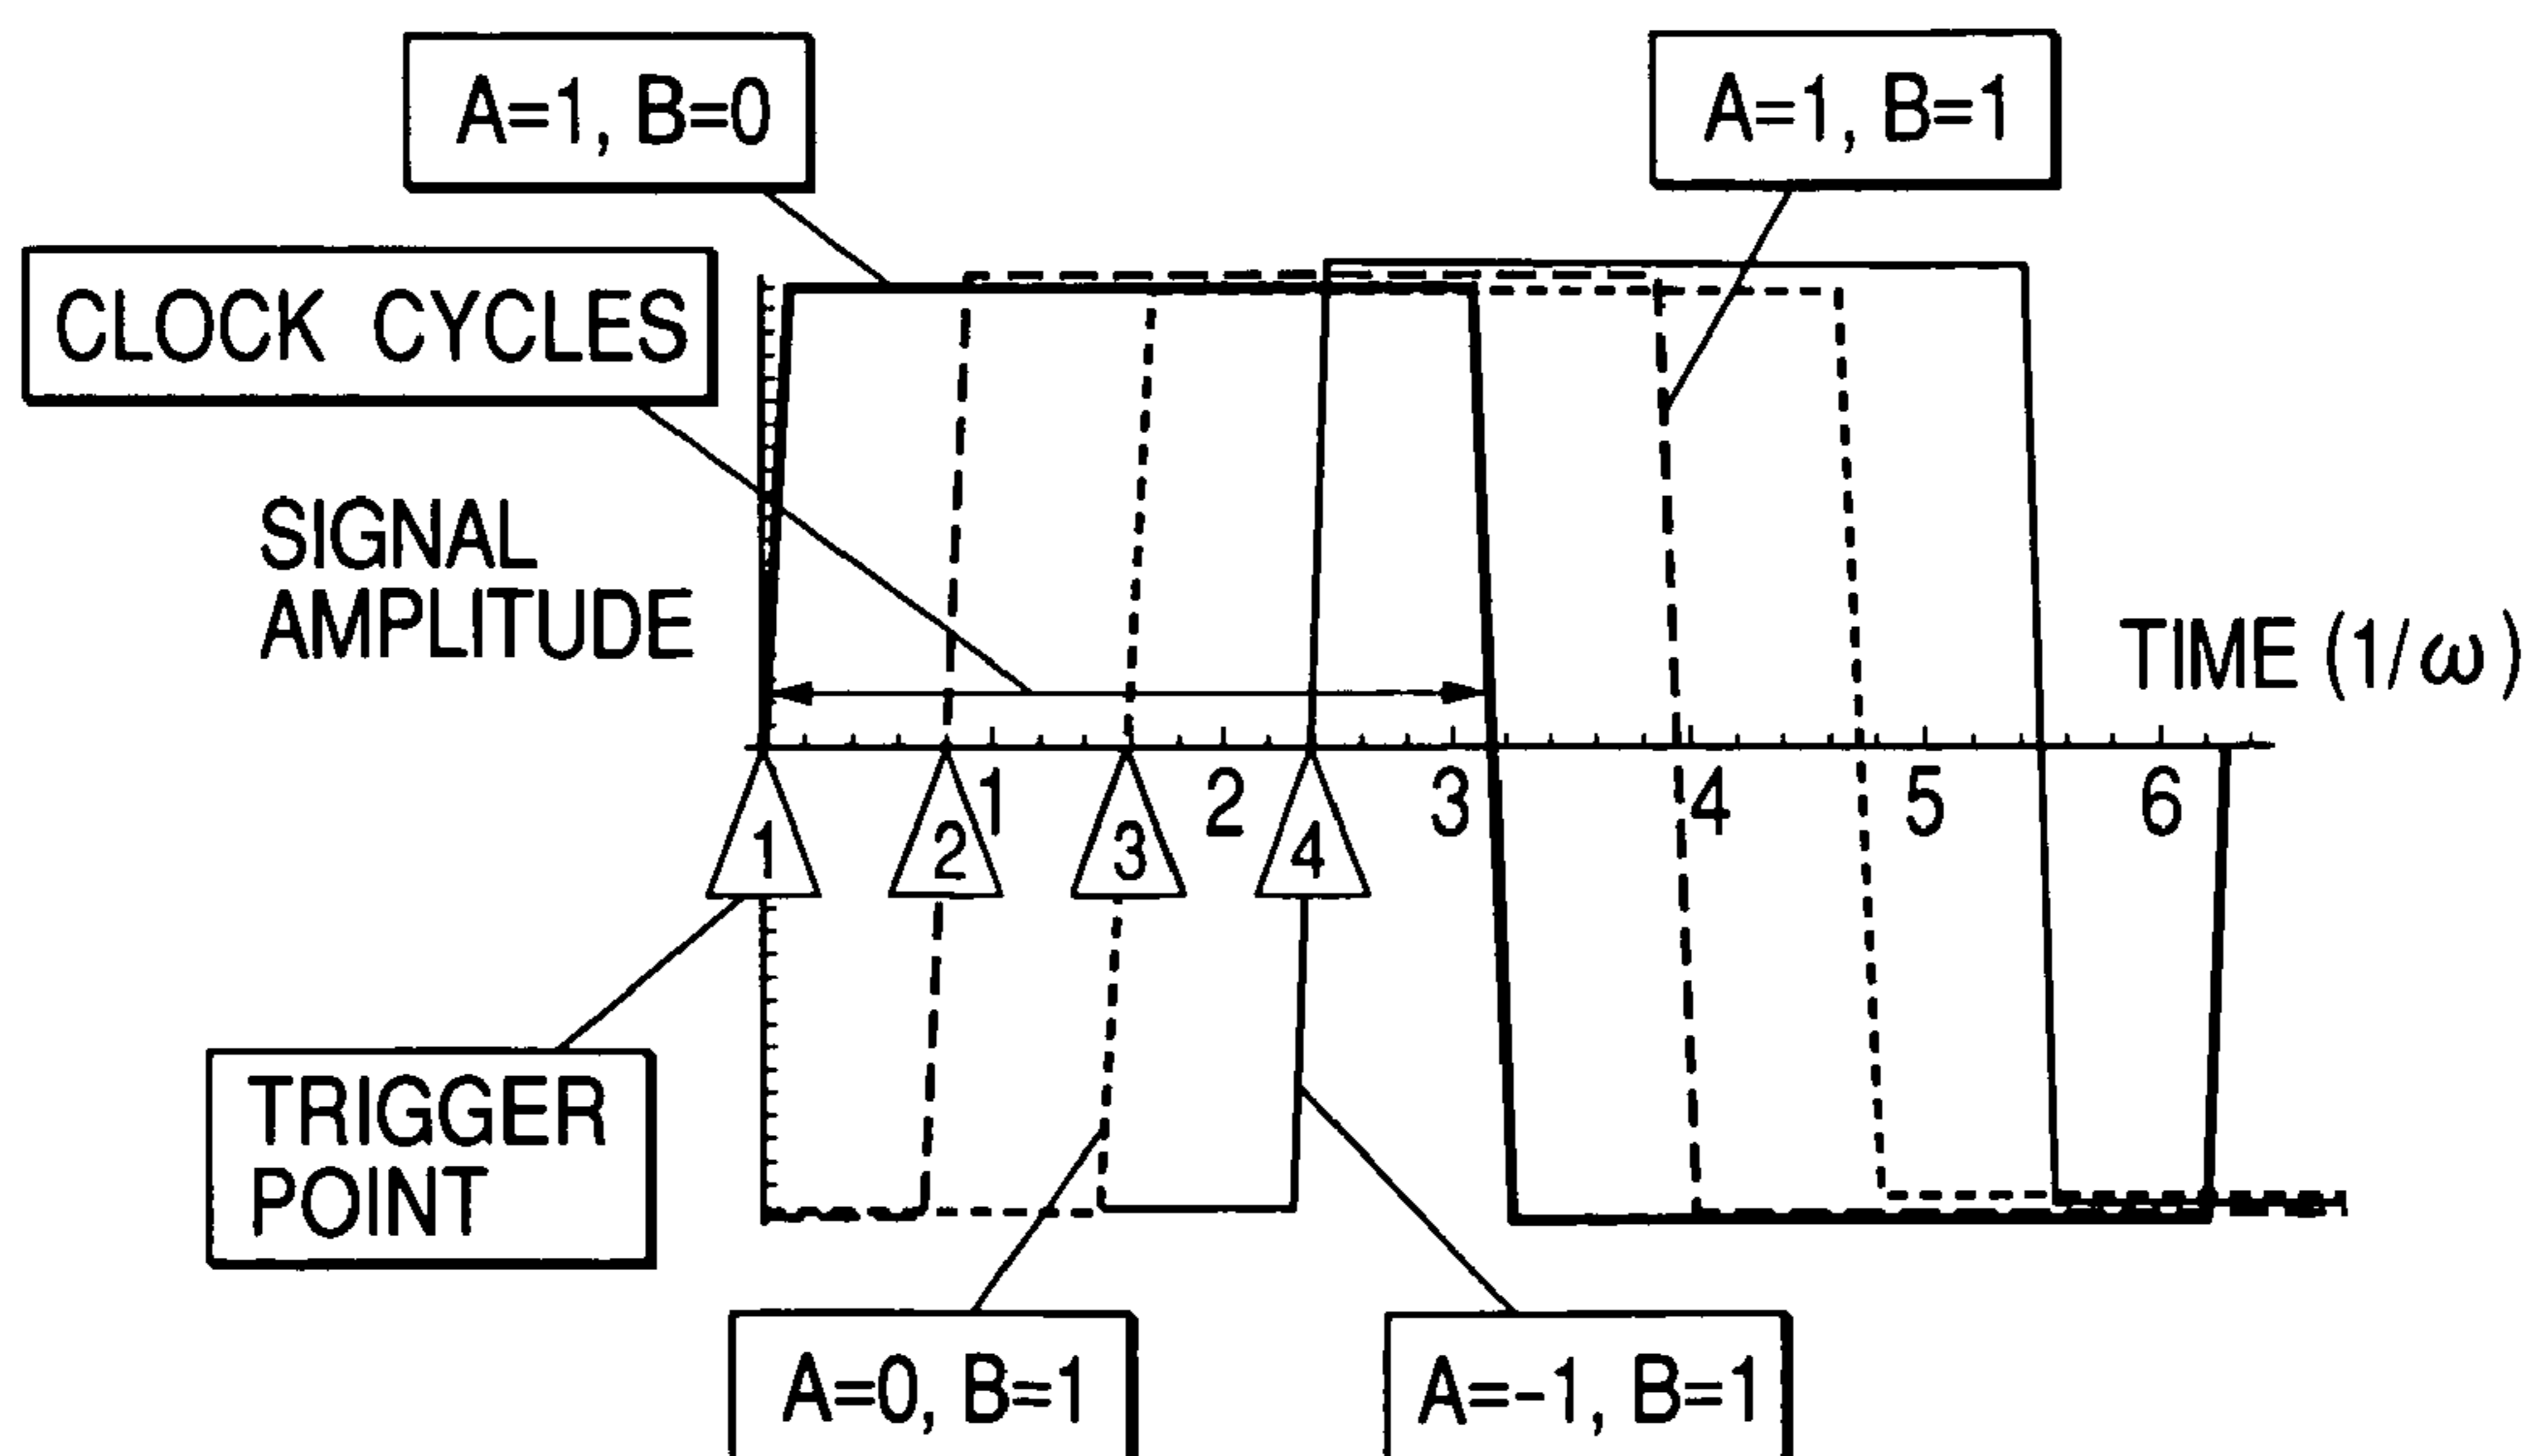 A=1, B=0
A=1, B=1
CLOCK CYCLES
SIGNAL
AMPLITUDE
TIME (1/ω)
1
2
3
4
5
6
1
2
3
4
TRIGGER
POINT
A=0, B=1
A=-1, B=1